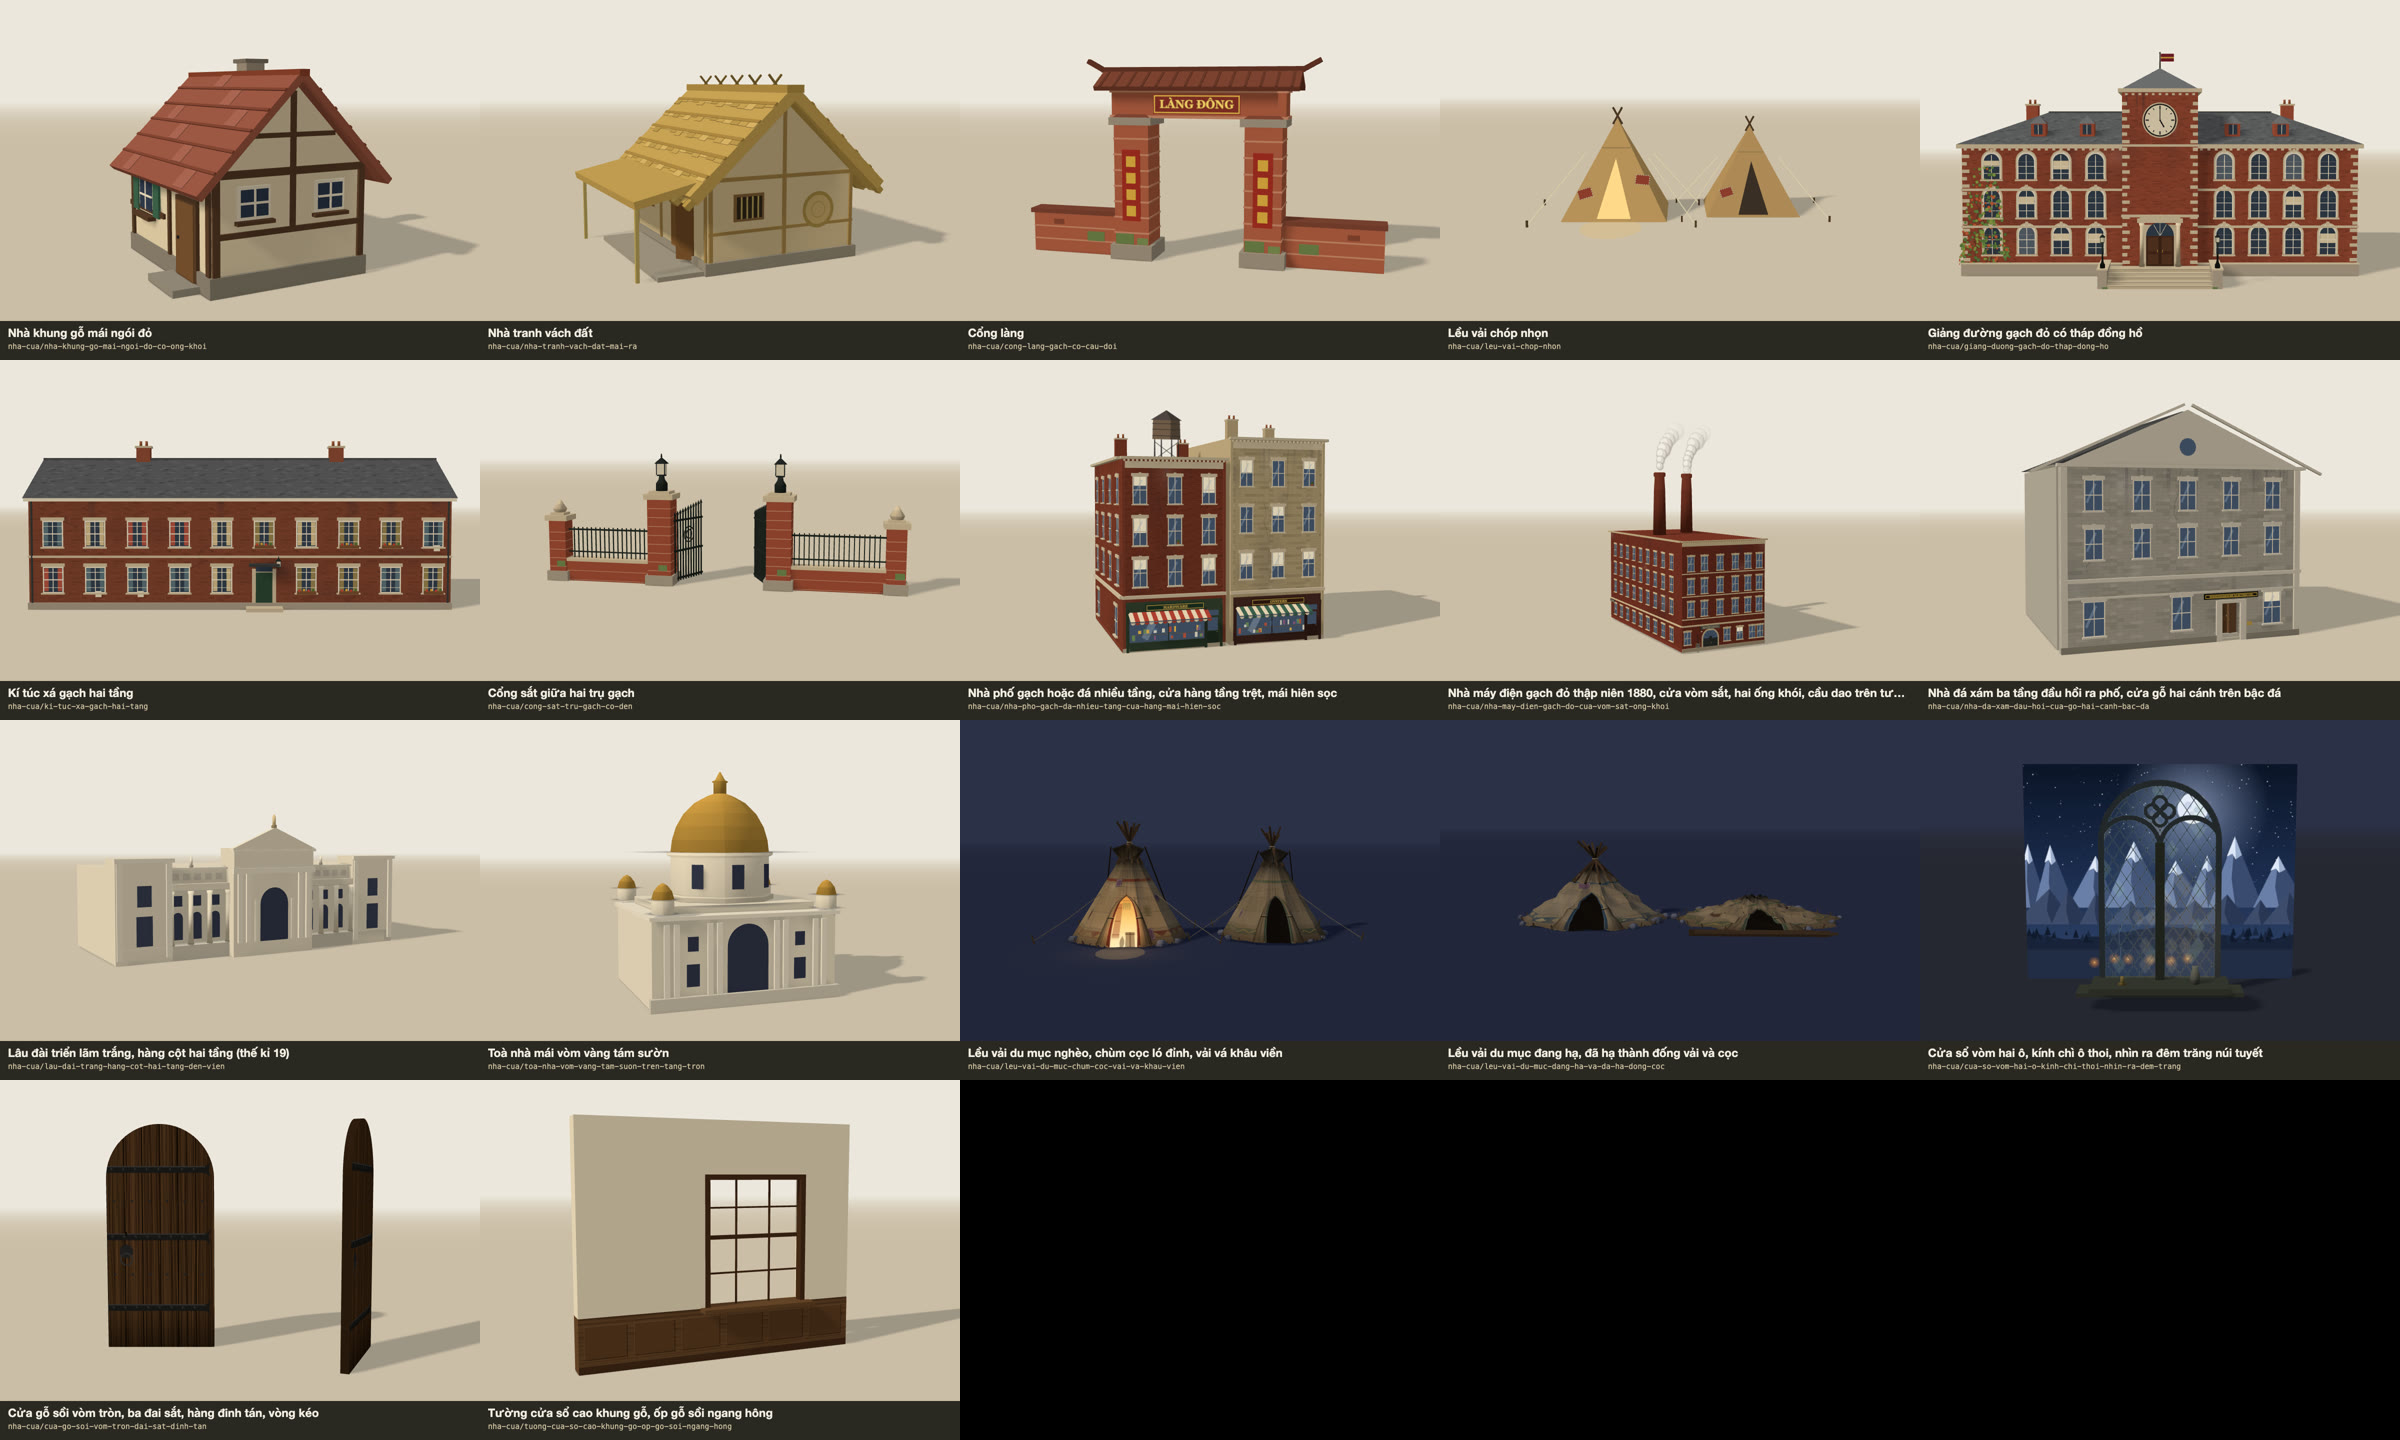 LÀNG ĐÔNG
Nhà khung gỗ mái ngói đỏ
nha-cua/nha-khung-go-mai-ngoi-do-co-ong-khoi
Nhà tranh vách đất
nha-cua/nha-tranh-vach-dat-mai-ra
Cổng làng
nha-cua/cong-lang-gach-co-cau-doi
Lều vải chóp nhọn
nha-cua/leu-vai-chop-nhon
Giảng đường gạch đỏ có tháp đồng hồ
nha-cua/giang-duong-gach-do-thap-dong-ho
Kí túc xá gạch hai tầng
nha-cua/ki-tuc-xa-gach-hai-tang
Cổng sắt giữa hai trụ gạch
nha-cua/cong-sat-tru-gach-co-den
Nhà phố gạch hoặc đá nhiều tầng, cửa hàng tầng trệt, mái hiên sọc
nha-cua/nha-pho-gach-da-nhieu-tang-cua-hang-mai-hien-soc
Nhà máy điện gạch đỏ thập niên 1880, cửa vòm sắt, hai ống khói, cầu dao trên tư...
nha-cua/nha-may-dien-gach-do-cua-vom-sat-ong-khoi
Nhà đá xám ba tầng đầu hồi ra phố, cửa gỗ hai cánh trên bậc đá
nha-cua/nha-da-xam-dau-hoi-cua-go-hai-canh-bac-da
Lâu đài triển lãm trắng, hàng cột hai tầng (thế kỉ 19)
nha-cua/lau-dai-trang-hang-cot-hai-tang-den-vien
Toà nhà mái vòm vàng tám sườn
nha-cua/toa-nha-vom-vang-tam-suon-tren-tang-tron
Lều vải du mục nghèo, chùm cọc ló đỉnh, vải vá khâu viền
nha-cua/leu-vai-du-muc-chum-coc-vai-va-khau-vien
Lều vải du mục đang hạ, đã hạ thành đống vải và cọc
nha-cua/leu-vai-du-muc-dang-ha-va-da-ha-dong-coc
Cửa sổ vòm hai ô, kính chì ô thoi, nhìn ra đêm trăng núi tuyết
nha-cua/cua-so-vom-hai-o-kinh-chi-thoi-nhin-ra-dem-trang
Cửa gỗ sồi vòm tròn, ba đai sắt, hàng đinh tán, vòng kéo
nha-cua/cua-go-soi-vom-tron-dai-sat-dinh-tan
Tường cửa sổ cao khung gỗ, ốp gỗ sồi ngang hông
nha-cua/tuong-cua-so-cao-khung-go-op-go-soi-ngang-hong